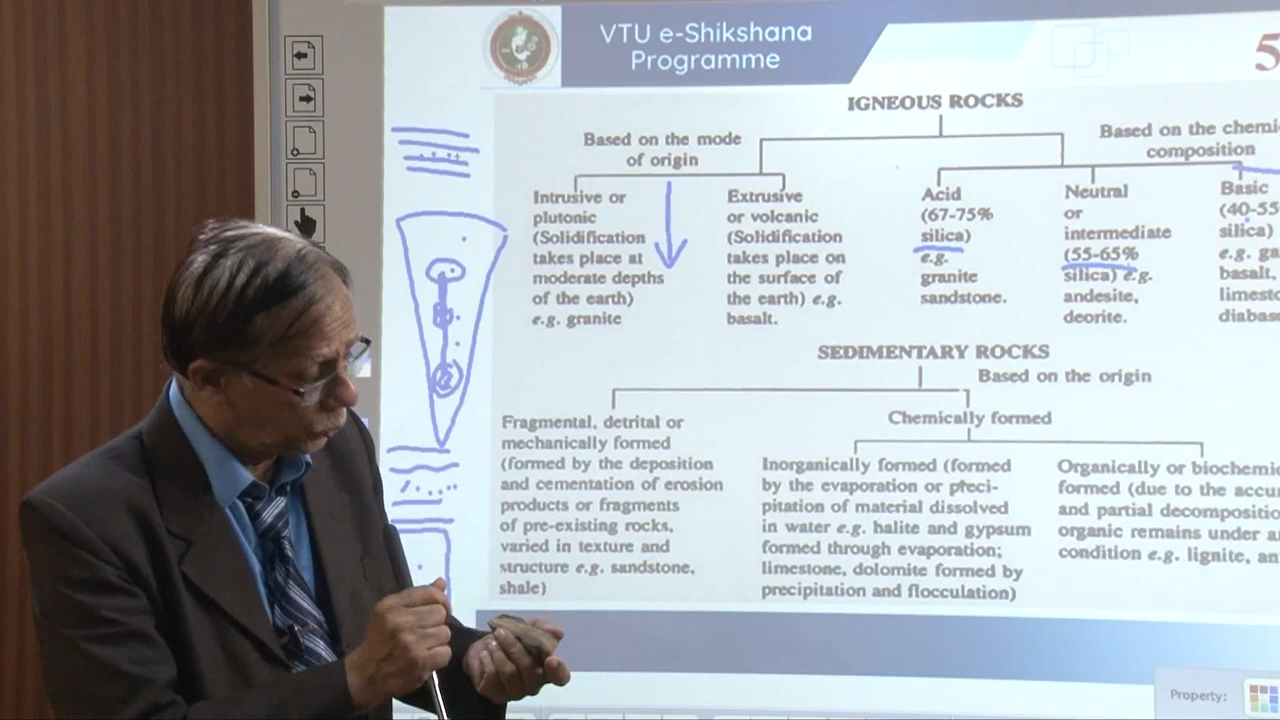 VTU e-Shikshana
Programme
5
IGNEOUS ROCKS
Based on the mode
of origin
Based on the chemi
composition
Intrusive or
plutonic
(Solidification
takes place at
moderate depths
of the earth)
e.g. granite
Extrusive
or volcanic
(Solidification
takes place on
the surface of
the earth) e.g.
basalt.
Acid
(67-75%
silica)
e.g.
granite
sandstone.
Neutral
or
intermediate
(55-65%
silica) e.g.
andesite,
deorite.
Basic
(40-55
silica)
e.g. ga
basalt,
limest
diabas
SEDIMENTARY ROCKS
Based on the origin
Fragmental, detrital or
mechanically formed
(formed by the deposition
and cementation of erosion
products or fragments
of pre-existing rocks,
varied in texture and
structure e.g. sandstone,
shale)
Chemically formed
Inorganically formed (formed
by the evaporation or preci-
pitation of material dissolved
in water e.g. halite and gypsum
formed through evaporation;
limestone, dolomite formed by
precipitation and flocculation)
Organically or biochemic
formed (due to the accu
and partial decompositio
organic remains under a
condition e.g. lignite, an
Property: